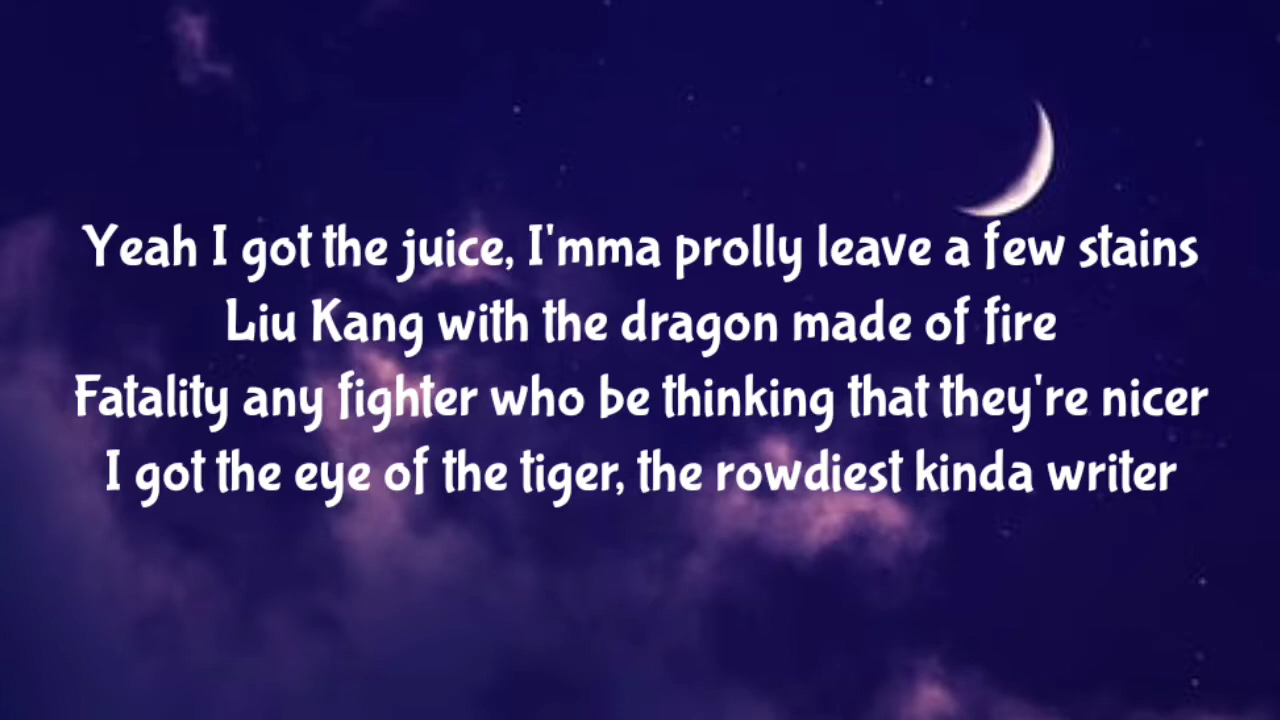 Yeah I got the juice, I'mma prolly leave a few stains
Liu Kang with the dragon made of fire
Fatality any fighter who be thinking that they're nicer
I got the eye of the tiger, the rowdiest kinda writer